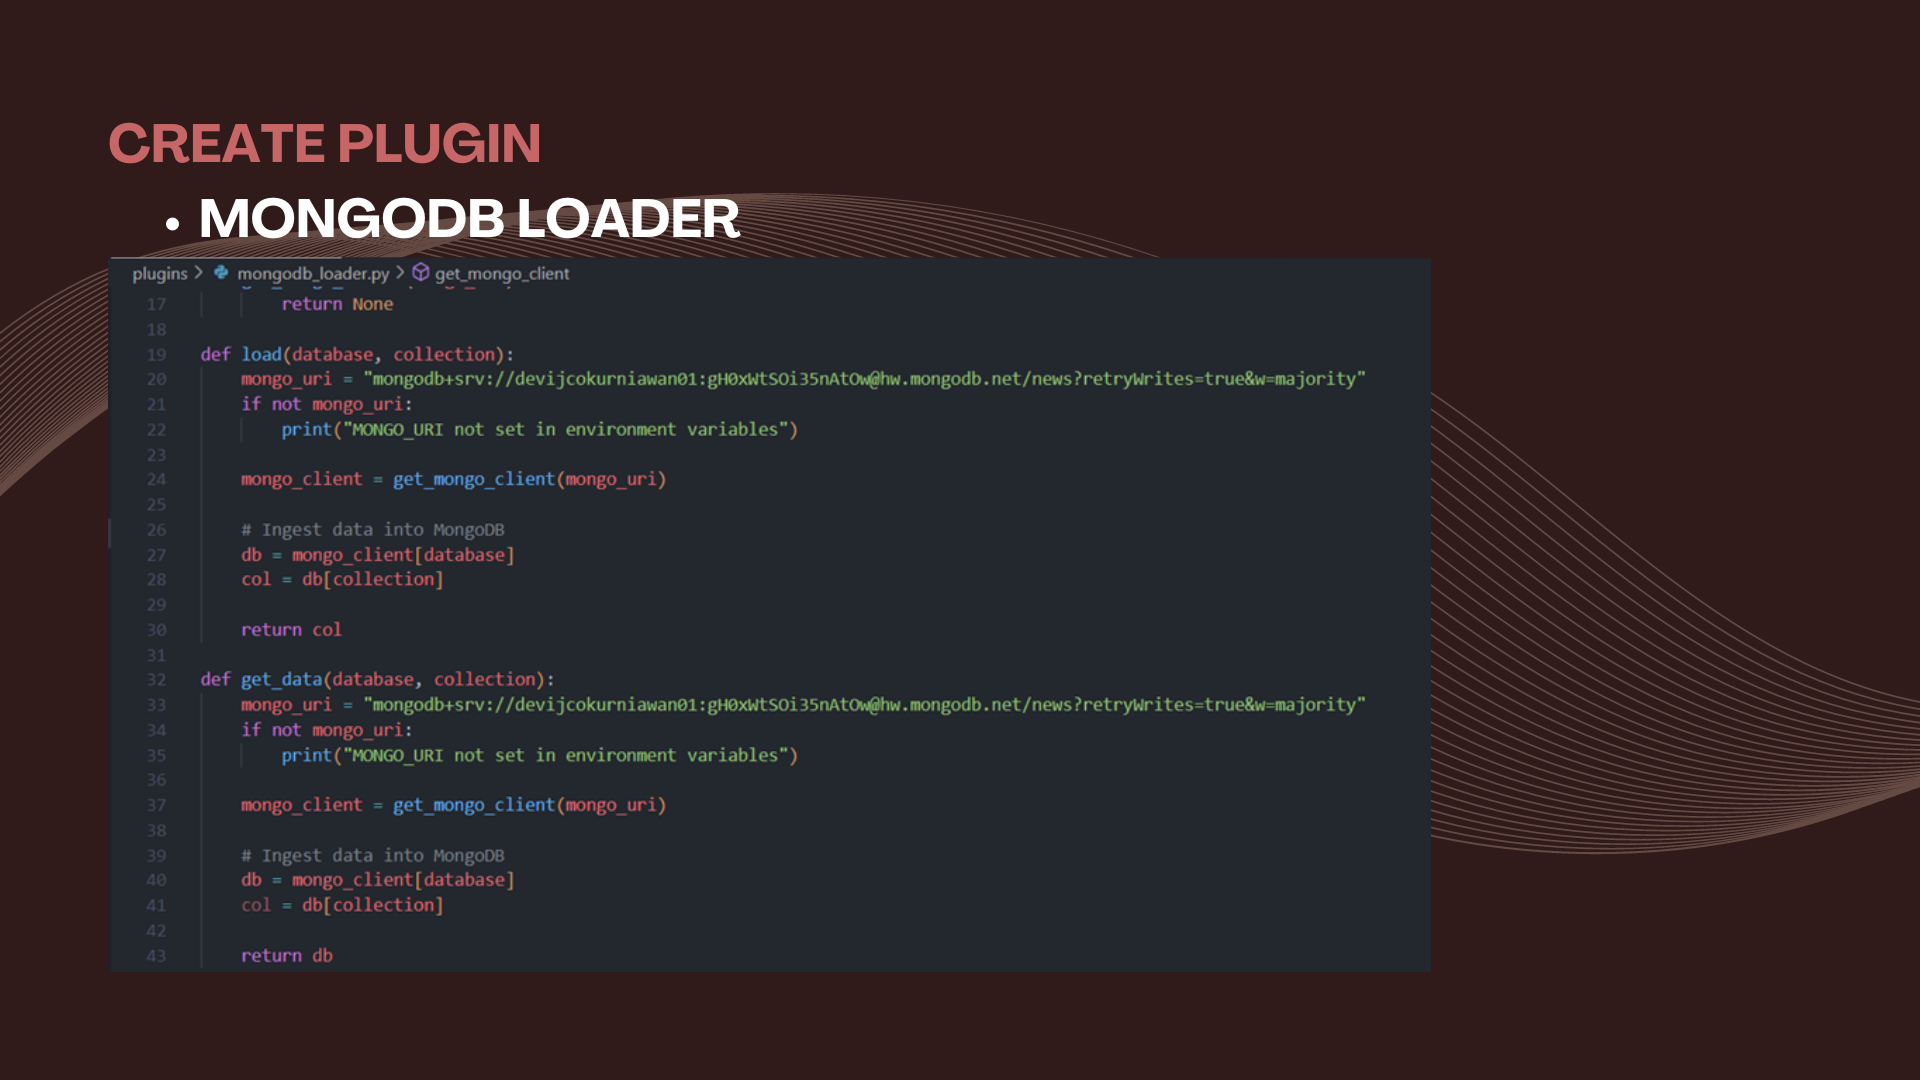 CREATE PLUGIN
• MONGODB LOADER
plugins > mongodb_loader.py > get_mongo_client
17 return None
18
19 def load(database, collection):
20 mongo_uri = "mongodb+srv://devijcokurniawan01:gH0xWtSOi35nAtOw@hw.mongodb.net/news?retryWrites=true&w=majority"
21 if not mongo_uri:
22 print("MONGO_URI not set in environment variables")
23
24 mongo_client = get_mongo_client(mongo_uri)
25
26 # Ingest data into MongoDB
27 db = mongo_client[database]
28 col = db[collection]
29
30 return col
31
32 def get_data(database, collection):
33 mongo_uri = "mongodb+srv://devijcokurniawan01:gH0xWtSOi35nAtOw@hw.mongodb.net/news?retryWrites=true&w=majority"
34 if not mongo_uri:
35 print("MONGO_URI not set in environment variables")
36
37 mongo_client = get_mongo_client(mongo_uri)
38
39 # Ingest data into MongoDB
40 db = mongo_client[database]
41 col = db[collection]
42
43 return db